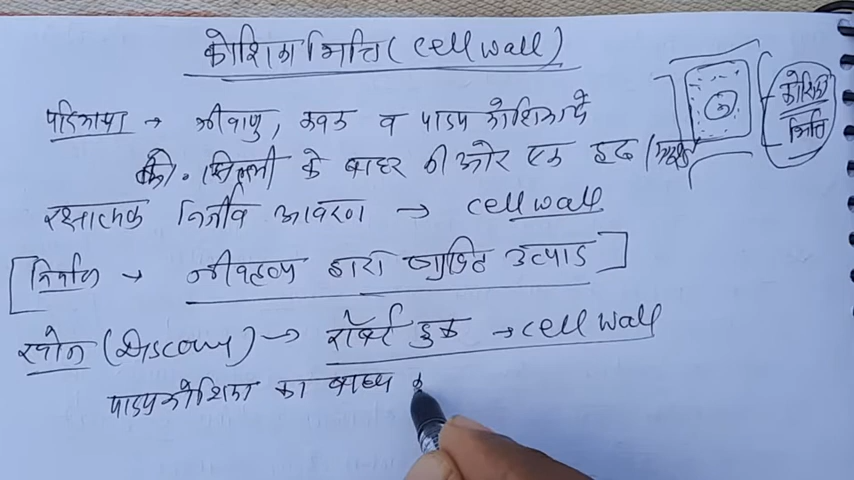 कोशिका भित्ति (cell wall)
परिभाषा → जीवाणु, कवक व पादप कोशिकाओं
की झिल्ली के बाहर की ओर एक दृढ़
रक्षात्मक निर्जीव आवरण → cell wall
[निर्माण → जीवद्रव्य द्वारा स्रावित उत्पाद]
खोज (Discovery) → रॉबर्ट हुक → cell wall
पादप कोशिका का बाह्य
कोशिका
भित्ति